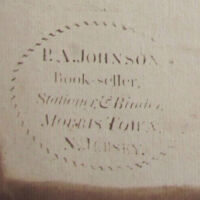 P. A. JOHNSON
Book-seller,
Stationer, & Binder,
MORRIS TOWN,
N. JERSEY.